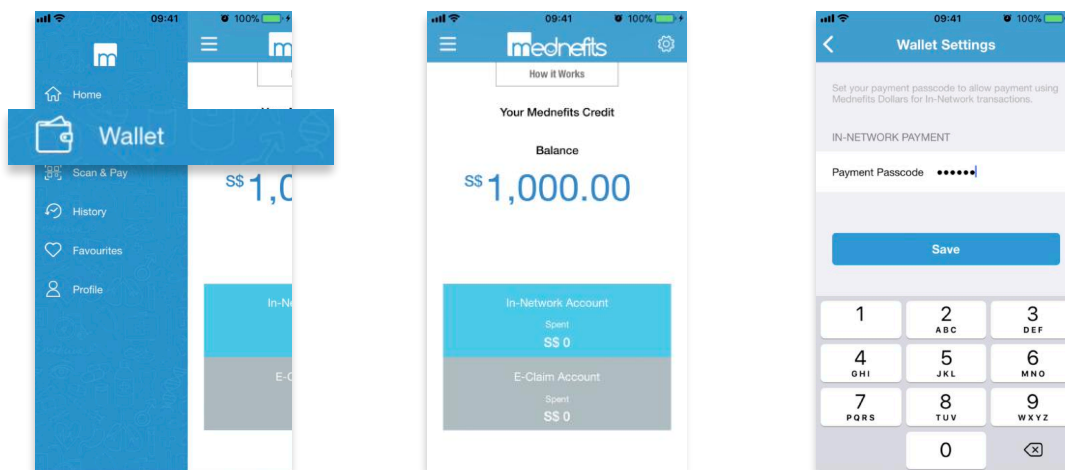 09:41
100%
m
Home
Wallet
Scan & Pay
History
Favourites
Profile
m
S$ 1,0
In-Ne
E-C
09:41
100%
mednefits
How it Works
Your Mednefits Credit
Balance
S$ 1,000.00
In-Network Account
Spent
S$ 0
E-Claim Account
Spent
S$ 0
09:41
100%
Wallet Settings
Set your payment passcode to allow payment using
Mednefits Dollars for In-Network transactions.
IN-NETWORK PAYMENT
Payment Passcode ••••••
Save
1 2 3
ABC DEF
4 5 6
GHI JKL MNO
7 8 9
PQRS TUV WXYZ
0